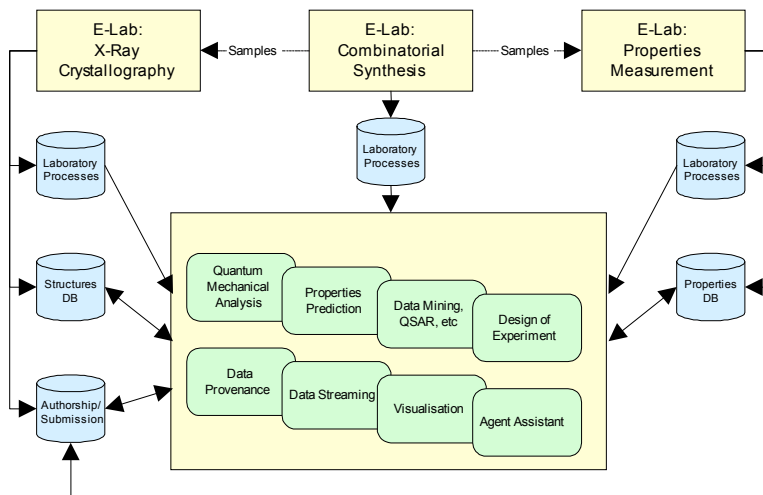 E-Lab:
X-Ray
Crystallography
Samples
E-Lab:
Combinatorial
Synthesis
Samples
E-Lab:
Properties
Measurement
Laboratory
Processes
Laboratory
Processes
Laboratory
Processes
Structures
DB
Properties
DB
Authorship/
Submission
Quantum
Mechanical
Analysis
Properties
Prediction
Data Mining,
QSAR, etc
Design of
Experiment
Data
Provenance
Data Streaming
Visualisation
Agent Assistant